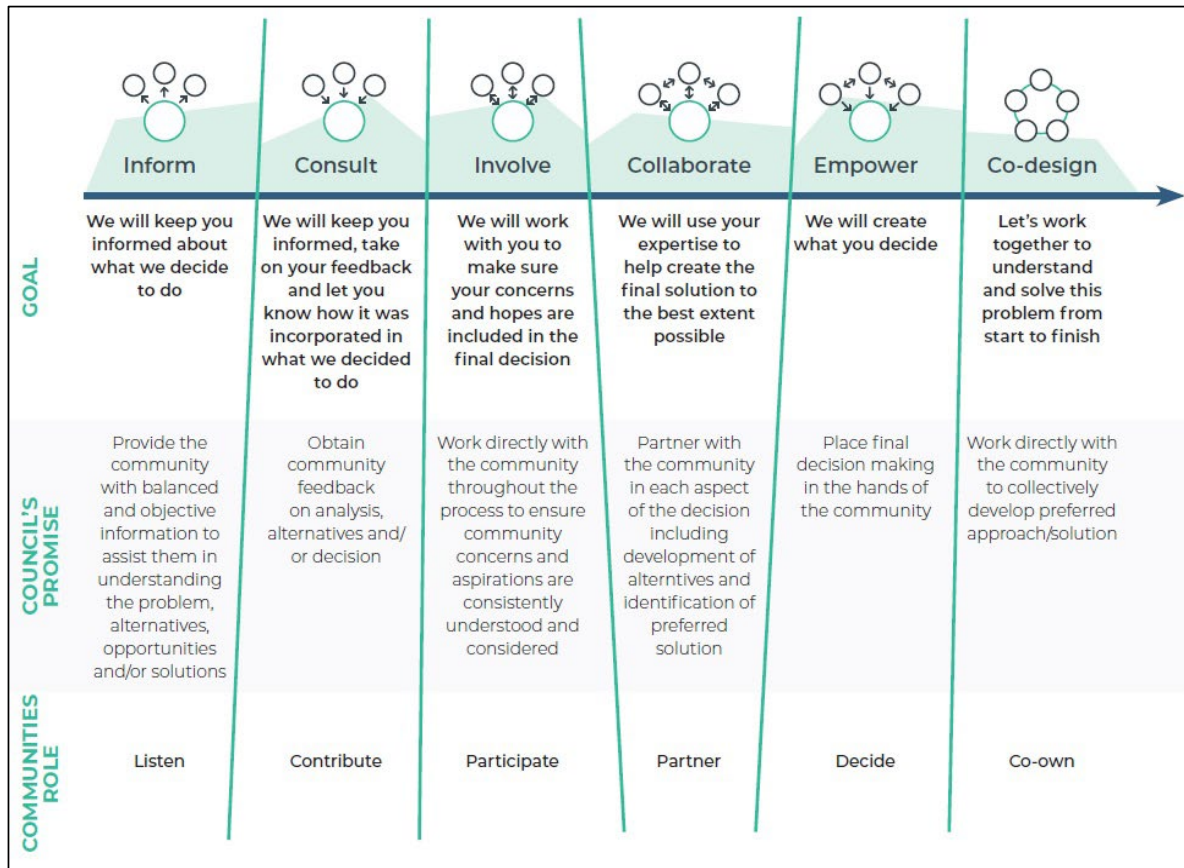 Inform
Consult
Involve
Collaborate
Empower
Co-design
GOAL
We will keep you
informed about
what we decide
to do
We will keep you
informed, take
on your feedback
and let you
know how it was
incorporated in
what we decided
to do
We will work
with you to
make sure
your concerns
and hopes are
included in the
final decision
We will use your
expertise to
help create the
final solution to
the best extent
possible
We will create
what you decide
Let's work
together to
understand
and solve this
problem from
start to finish
COUNCIL'S
PROMISE
Provide the
community
with balanced
and objective
information to
assist them in
understanding
the problem,
alternatives,
opportunities
and/or solutions
Obtain
community
feedback
on analysis,
alternatives and/
or decision
Work directly with
the community
throughout the
process to ensure
community
concerns and
aspirations are
consistently
understood and
considered
Partner with
the community
in each aspect
of the decision
including
development of
alterntives and
identification of
preferred
solution
Place final
decision making
in the hands of
the community
Work directly with
the community
to collectively
develop preferred
approach/solution
COMMUNITIES
ROLE
Listen
Contribute
Participate
Partner
Decide
Co-own